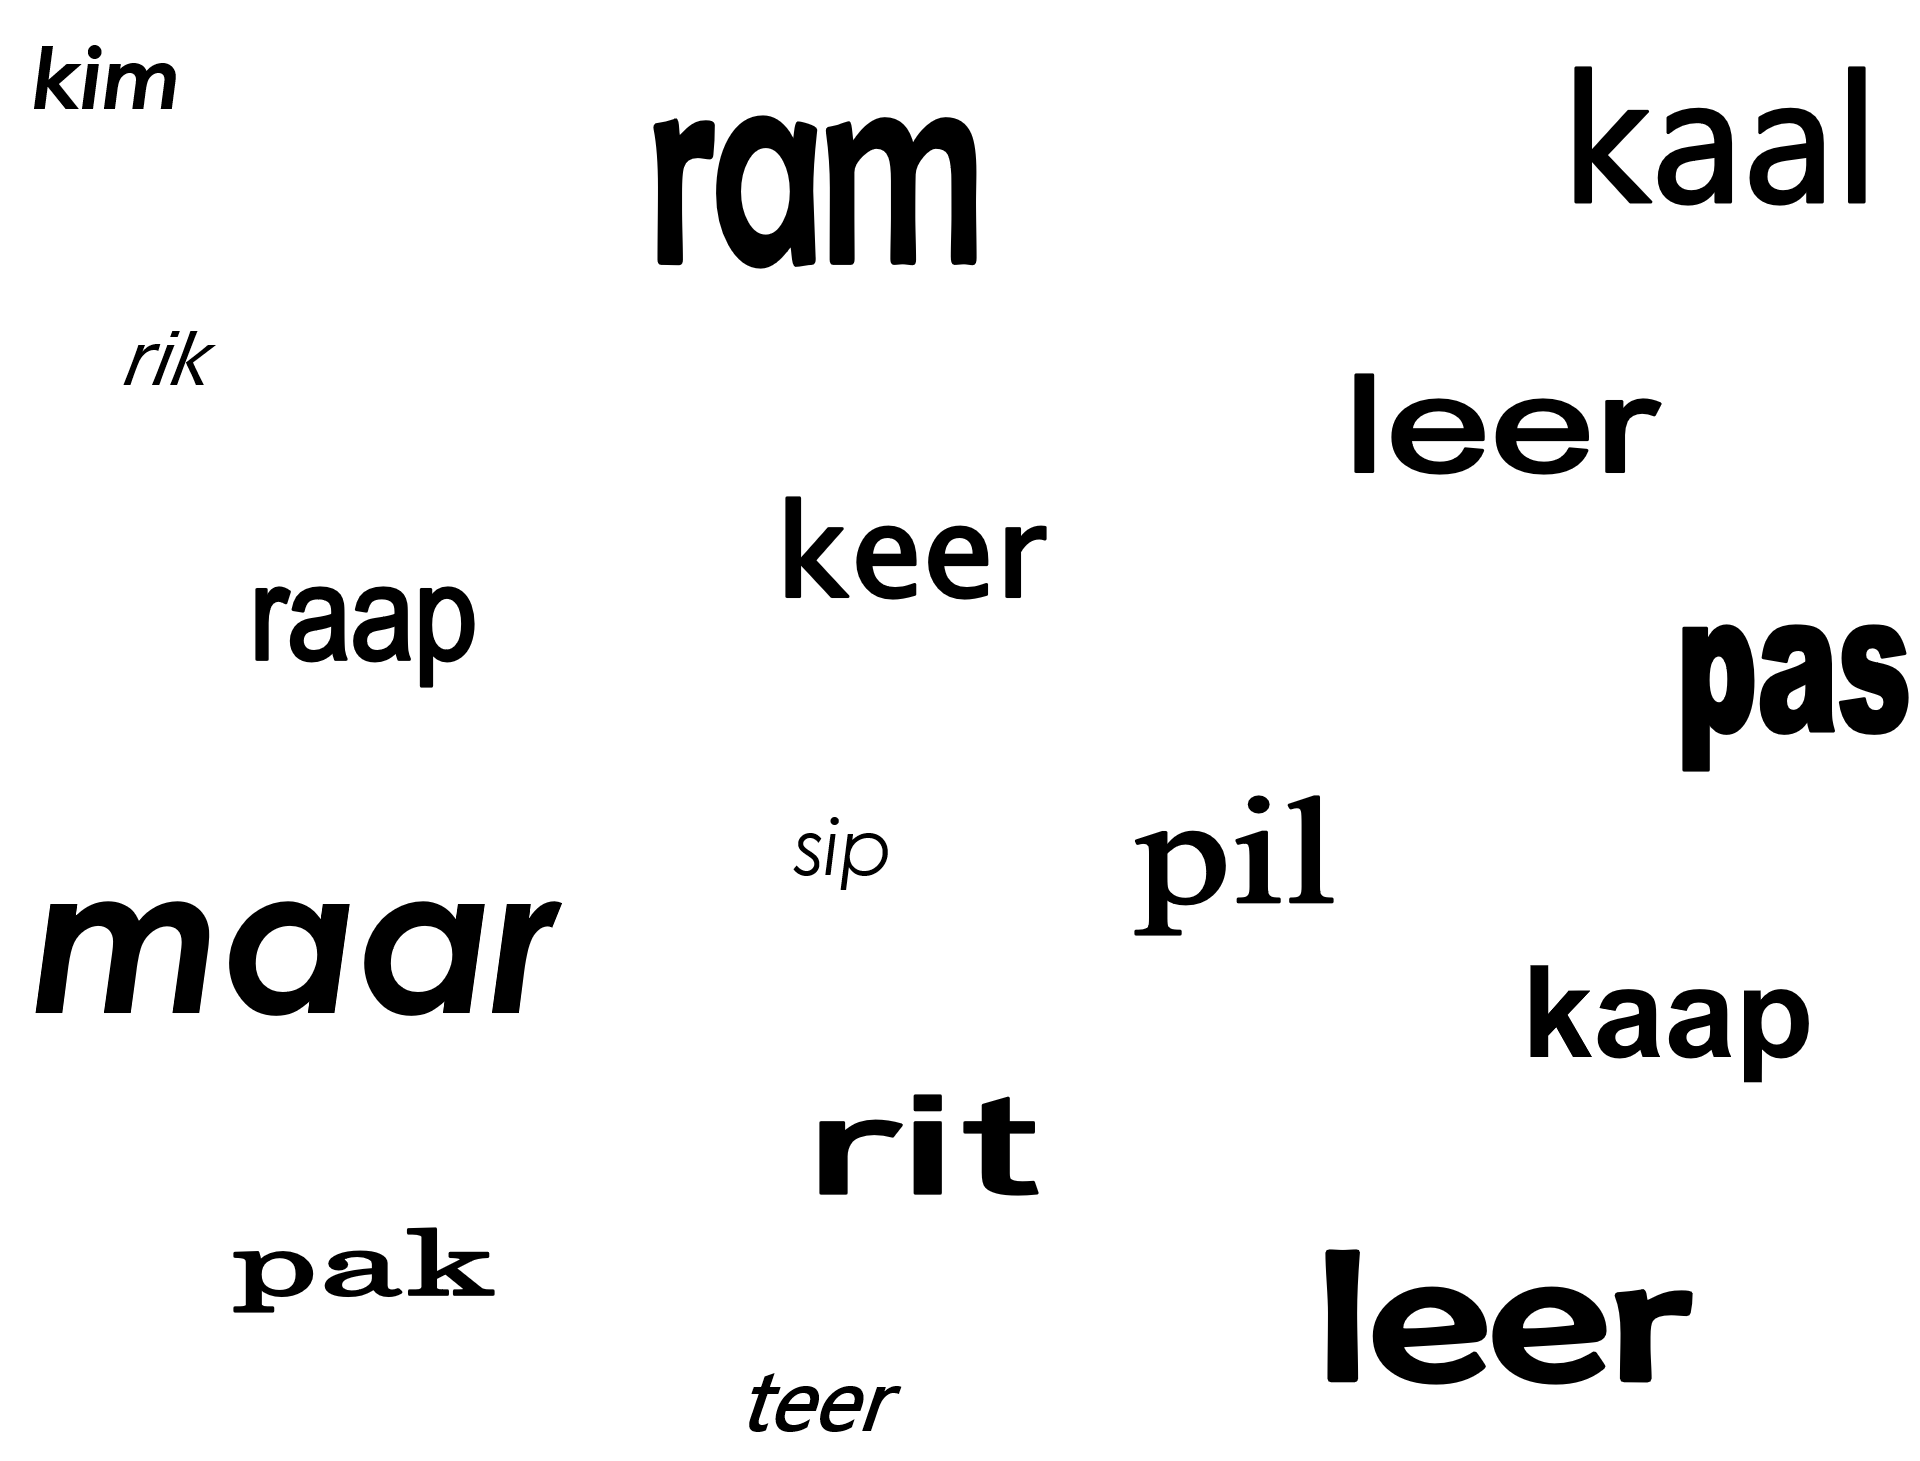 kim
ram
kaal
rik
leer
keer
raap
pas
sip
pil
maar
kaap
rit
pak
leer
teer